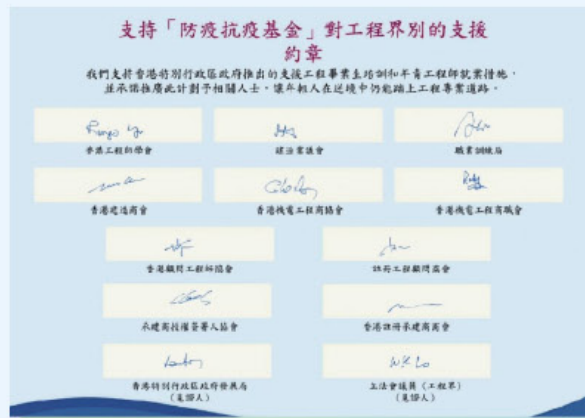 支持「防疫抗疫基金」對工程界別的支援
約章
我們支持香港特別行政區政府推出的支援工程畢業生培訓和年青工程師就業措施，
並承諾推廣此計劃予相關人士，讓年輕人在逆境中仍能踏上工程專業道路。
香港工程師學會
建造業議會
職業訓練局
香港建造商會
香港機電工程商協會
香港機電工程商聯會
香港顧問工程師協會
註冊工程顧問商會
承建商授權簽署人協會
香港註冊承建商商會
W K Lo
香港特別行政區政府發展局
立法會議員（工程界）
（見證人）
（見證人）